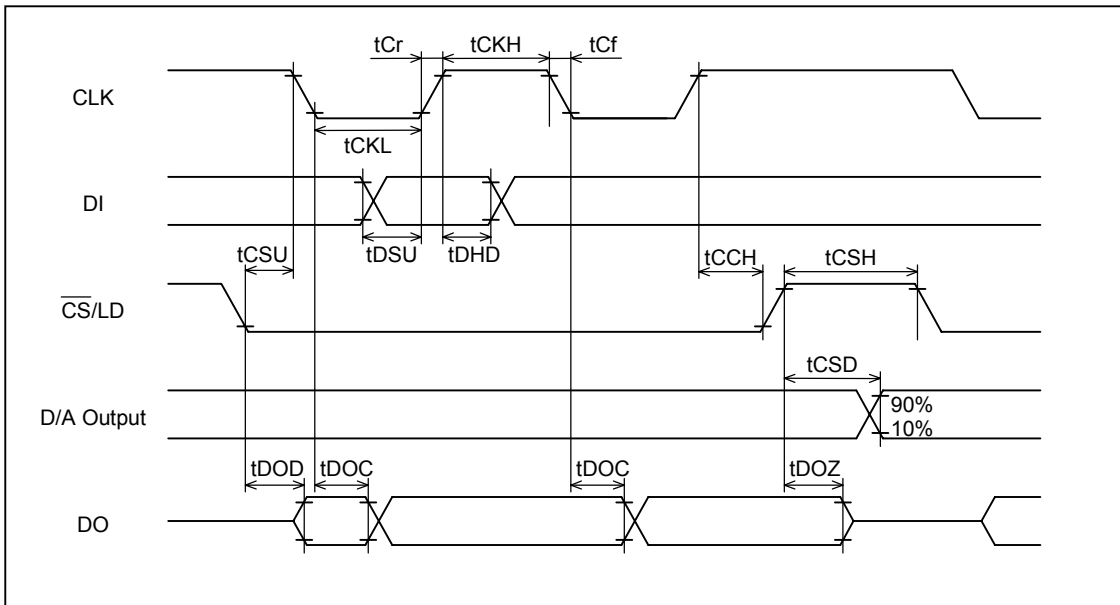 tCr tCKH tCf
CLK
tCKL
DI
tDSU tDHD
tCSU tCCH tCSH
C̅S̅/LD
tCSD
D/A Output
90%
10%
tDOD tDOC tDOC tDOZ
DO